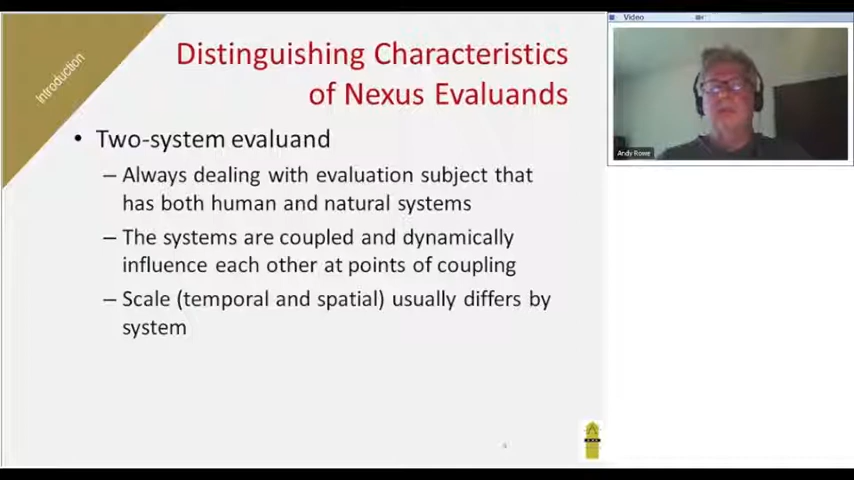 Introduction
Distinguishing Characteristics
of Nexus Evaluands
• Two-system evaluand
– Always dealing with evaluation subject that
has both human and natural systems
– The systems are coupled and dynamically
influence each other at points of coupling
– Scale (temporal and spatial) usually differs by
system
Video
Andy Rowe